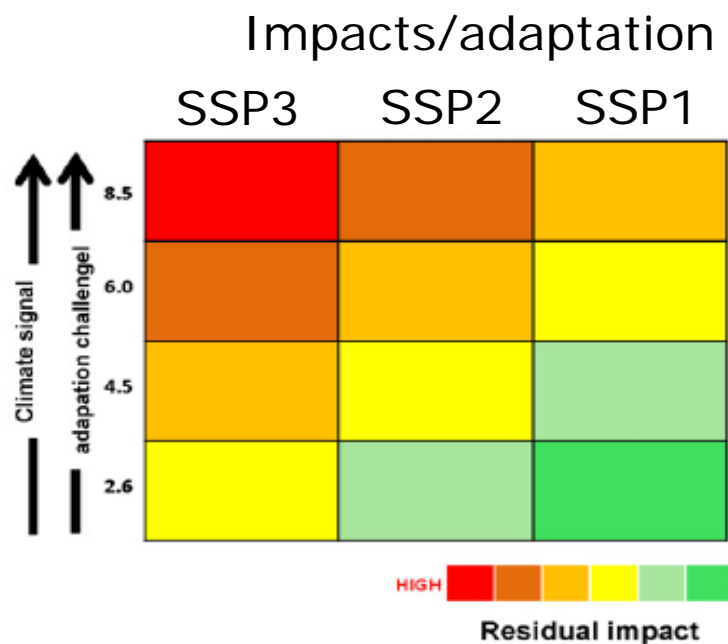 Impacts/adaptation
SSP3 SSP2 SSP1
8.5
6.0
4.5
2.6
Climate signal
adapation challengel
HIGH
Residual impact